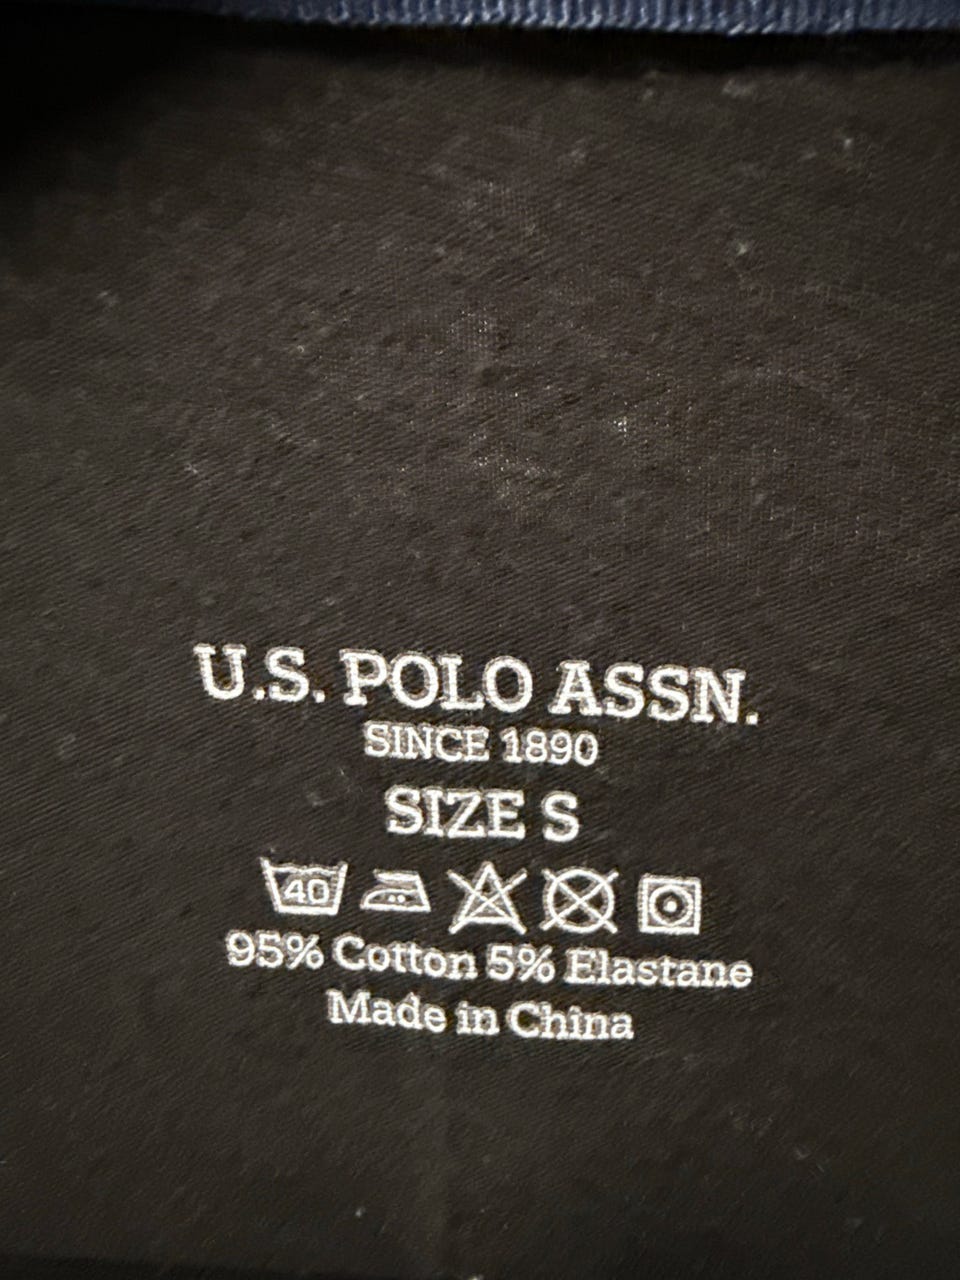 U.S. POLO ASSN.
SINCE 1890
SIZE S
40
95% Cotton 5% Elastane
Made in China